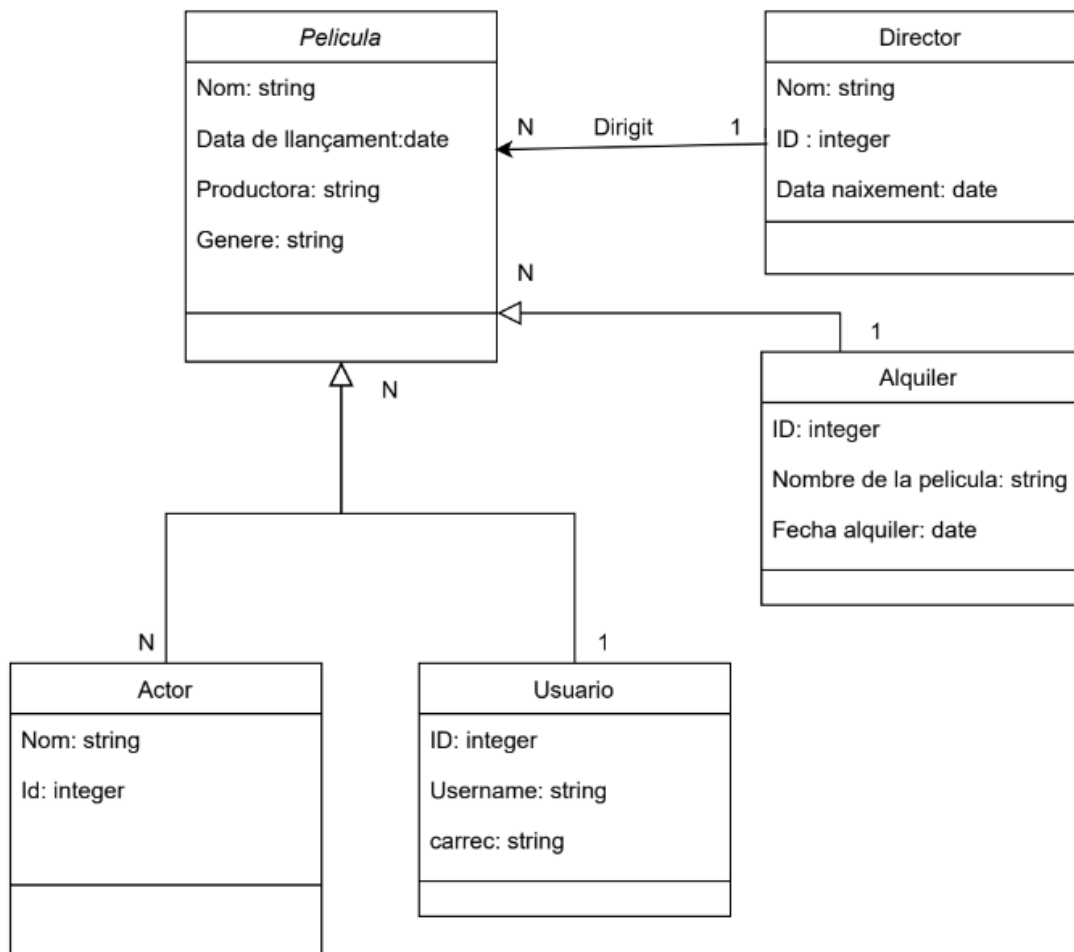 Pelicula
Nom: string
Data de llançament:date
Productora: string
Genere: string
N Dirigit 1
Director
Nom: string
ID : integer
Data naixement: date
N
1
Alquiler
ID: integer
Nombre de la pelicula: string
Fecha alquiler: date
N
N
Actor
Nom: string
Id: integer
1
Usuario
ID: integer
Username: string
carrec: string